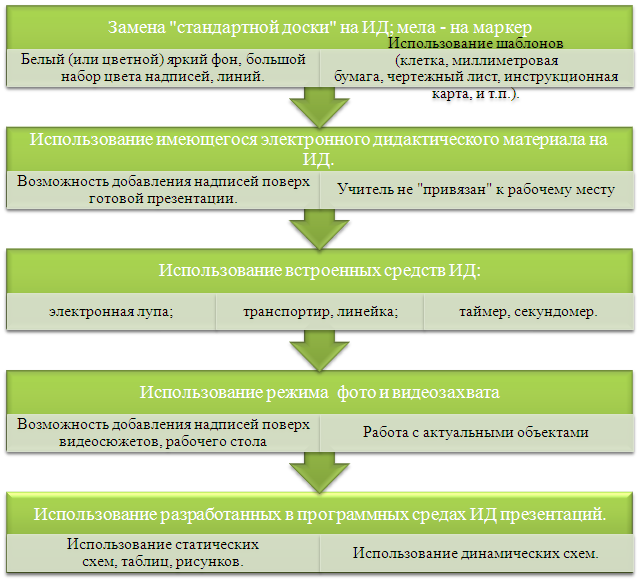 Замена "стандартной доски" на ИД; мела - на маркер
Белый (или цветной) яркий фон, большой
набор цвета надписей, линий.
Использование шаблонов
(клетка, миллиметровая
бумага, чертежный лист, инструкционная
карта, и т.п.).
Использование имеющегося электронного дидактического материала на
ИД.
Возможность добавления надписей поверх
готовой презентации.
Учитель не "привязан" к рабочему месту
Использование встроенных средств ИД:
электронная лупа;
транспортир, линейка;
таймер, секундомер.
Использование режима фото и видеозахвата
Возможность добавления надписей поверх
видеосюжетов, рабочего стола
Работа с актуальными объектами
Использование разработанных в программных средах ИД презентаций.
Использование статических
схем, таблиц, рисунков.
Использование динамических схем.